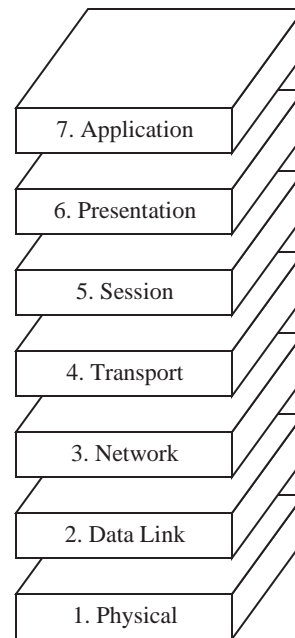 7. Application
6. Presentation
5. Session
4. Transport
3. Network
2. Data Link
1. Physical